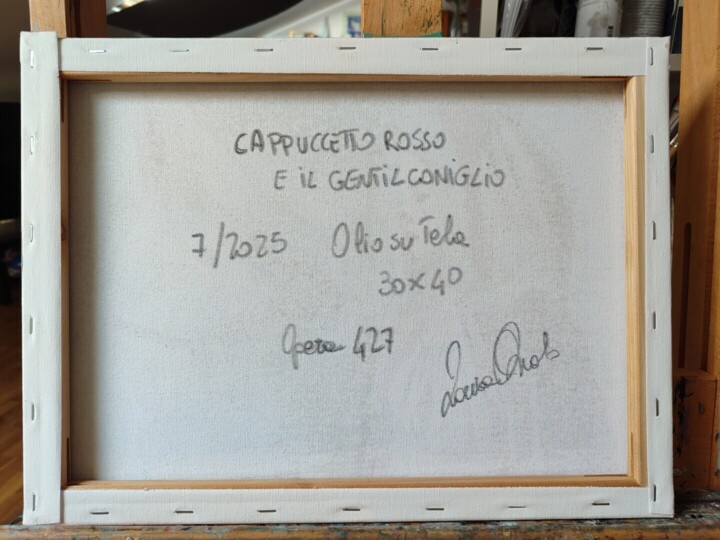 CAPPUCCETTO ROSSO
E IL GENTILCONIGLIO
7/2025 Olio su Tela
30x40
Opera 427